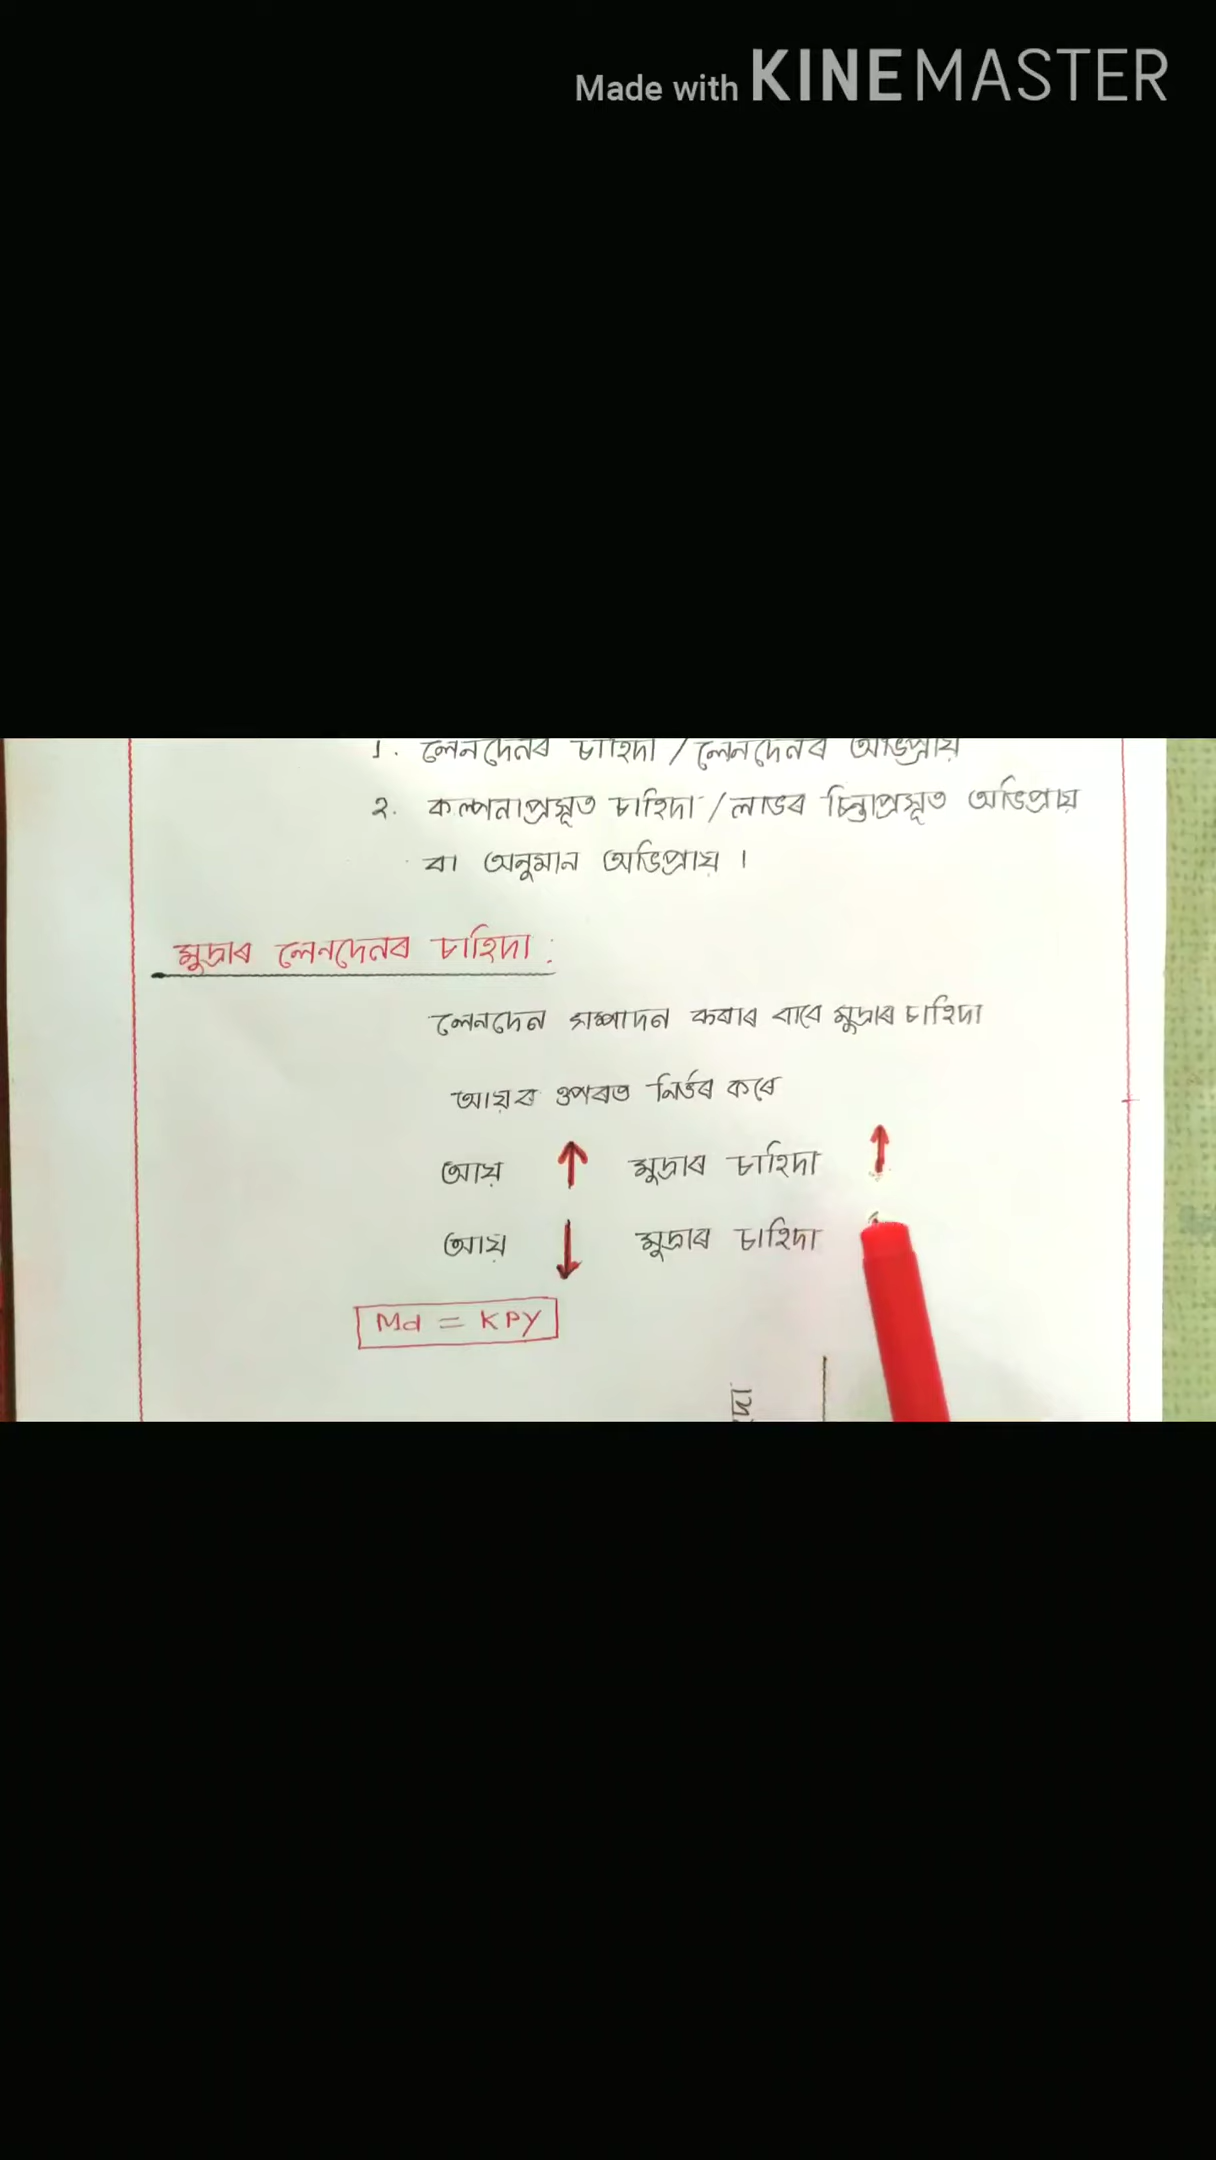 Made with KINEMASTER
1. লেনদেনৰ চাহিদা / লেনদেনৰ অভিপ্ৰায়
২. কল্পনাপ্ৰসূত চাহিদা / লাভৰ চিন্তাপ্ৰসূত অভিপ্ৰায়
বা অনুমান অভিপ্ৰায় ।
মুদ্ৰাৰ লেনদেনৰ চাহিদা :
লেনদেন সম্পাদন কৰাৰ বাবে মুদ্ৰাৰ চাহিদা
আয়ৰ ওপৰত নিৰ্ভৰ কৰে
আয় ↑ মুদ্ৰাৰ চাহিদা ↑
আয় ↓ মুদ্ৰাৰ চাহিদা
Md = KPY